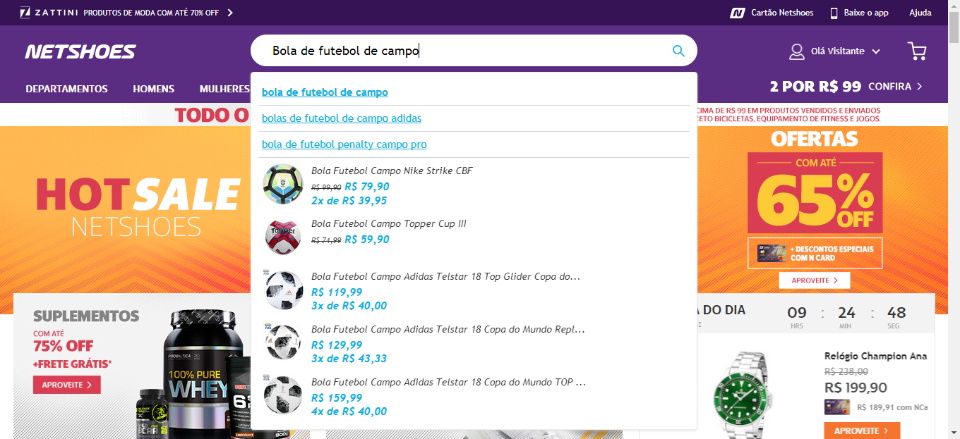 ZATTINI PRODUTOS DE MODA COM ATÉ 70% OFF
Cartão Netshoes
Baixe o app
Ajuda
NETSHOES
Bola de futebol de campo
Olá Visitante
DEPARTAMENTOS HOMENS MULHERES
2 POR R$ 99 CONFIRA
bola de futebol de campo
bolas de futebol de campo adidas
bola de futebol penalty campo pro
Bola Futebol Campo Nike Strike CBF
R$ 99,90 R$ 79,90
2x de R$ 39,95
Bola Futebol Campo Topper Cup III
R$ 74,99 R$ 59,90
Bola Futebol Campo Adidas Telstar 18 Top Glider Copa do...
R$ 119,99
3x de R$ 40,00
Bola Futebol Campo Adidas Telstar 18 Copa do Mundo Repl...
R$ 129,99
3x de R$ 43,33
Bola Futebol Campo Adidas Telstar 18 Copa do Mundo TOP ...
R$ 159,99
4x de R$ 40,00
TODO O
CIMA DE R$ 99 EM PRODUTOS VENDIDOS E ENVIADOS
CETO BICICLETAS, EQUIPAMENTO DE FITNESS E JOGOS.
HOT SALE
NETSHOES
OFERTAS
COM ATÉ
65% OFF
+ DESCONTOS ESPECIAIS
COM N CARD
APROVEITE
SUPLEMENTOS
COM ATÉ
75% OFF
+FRETE GRÁTIS*
APROVEITE
100% PURE
WHEY
A DO DIA
09 : 24 : 48
HRS MIN SEG
Relógio Champion Ana
R$ 238,00
R$ 199,90
R$ 189,91 com NCa
APROVEITE